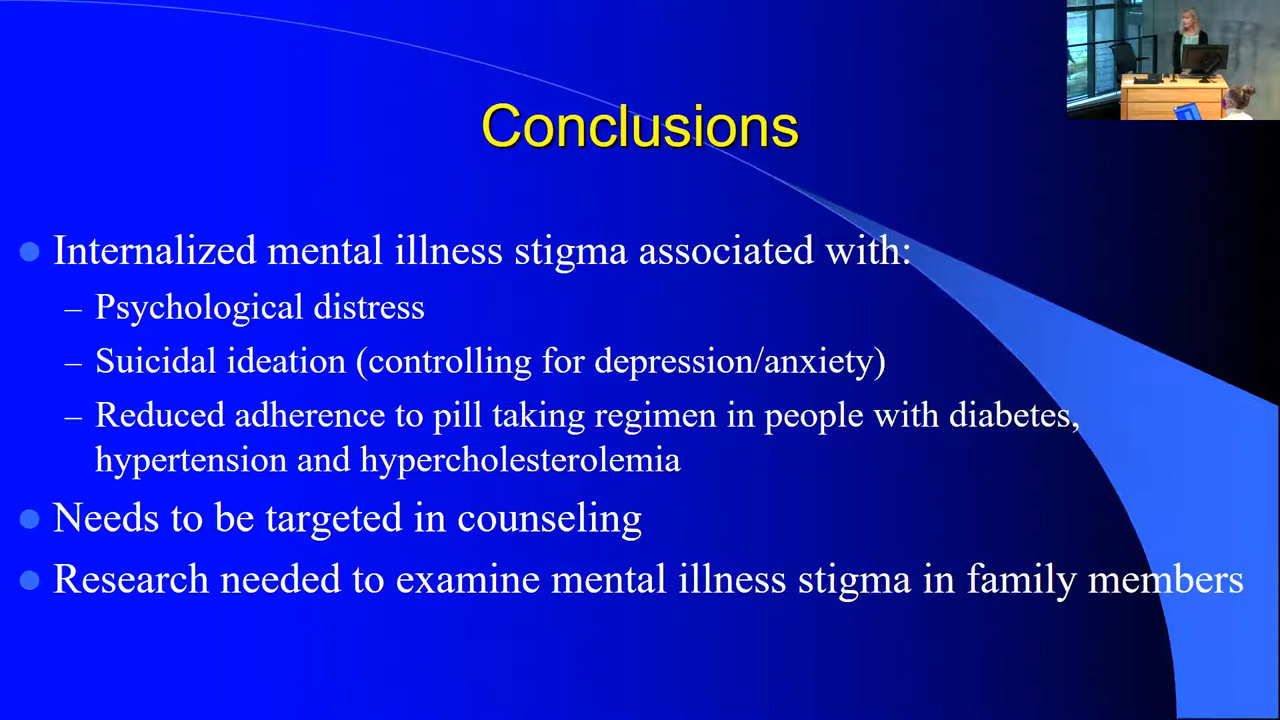 Conclusions
Internalized mental illness stigma associated with:
– Psychological distress
– Suicidal ideation (controlling for depression/anxiety)
– Reduced adherence to pill taking regimen in people with diabetes,
hypertension and hypercholesterolemia
Needs to be targeted in counseling
Research needed to examine mental illness stigma in family members